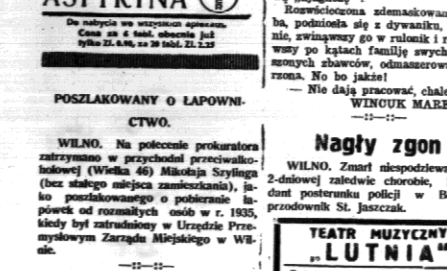 ASPIRYNA
Do nabycia we wszystkich aptekach.
Cena za 6 tabl. obecnie już
tylko Zł. 0.90, za 20 tabl. Zł. 2.25
POSZLAKOWANY O ŁAPOWNI-
CTWO.
WILNO. Na polecenie prokuratora
zatrzymano w przychodni przeciwalko-
holowej (Wielka 46) Mikołaja Szylinga
(bez stałego miejsca zamieszkania), ja-
ko poszlakowanego o pobieranie ła-
pówek od rozmaitych osób w r. 1935,
kiedy był zatrudniony w Urzędzie Prze-
mysłowym Zarządu Miejskiego w Wil-
nie.
—::—::—
Rozwścieczona zdemaskowan
ba, podniosła się z dywaniku,
nie, zwinąwszy go w rulonik i r
wszy po kątach familję swych
szonych zbawców, odmaszerow
rzona. No bo jakże!
— Nie dają pracować, chale
WINCUK MAR
—::—::—
Nagły zgon
WILNO. Zmarł niespodziewa
2-dniowej zaledwie chorobie,
dant posterunku policji w B
przodownik St. Jaszczak.
TEATR MUZYCZNY
„LUTNIA"